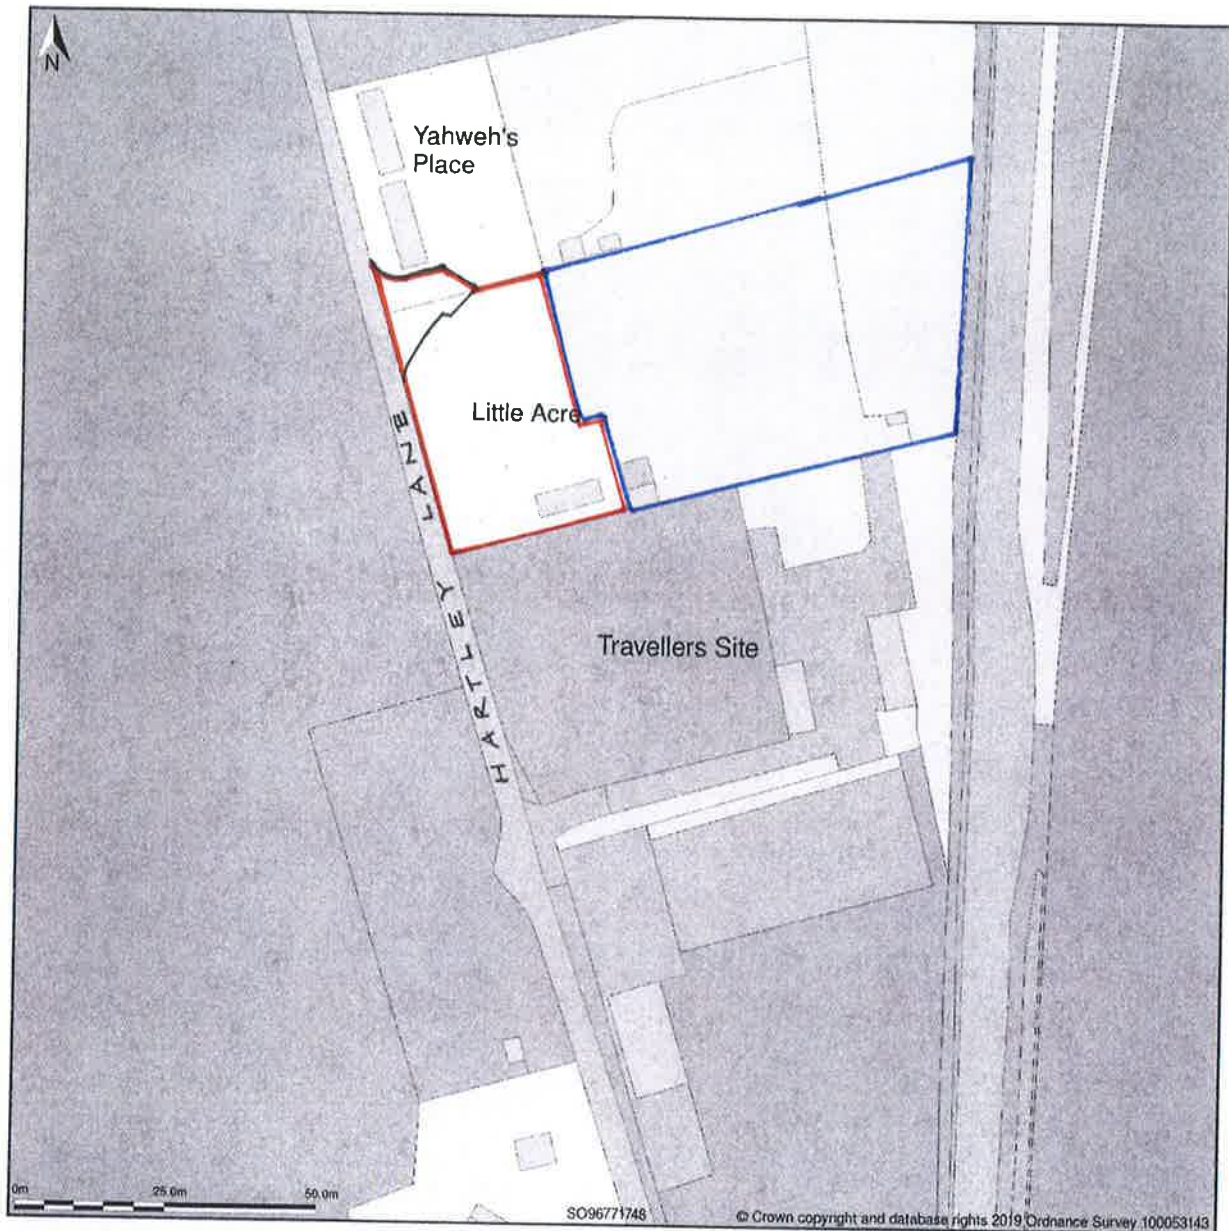 N
Yahweh's
Place
Little Acre
HARTLEY LANE
Travellers Site
0m 25.0m 50.0m
SO96771748
© Crown copyright and database rights 2019 Ordnance Survey 100053143